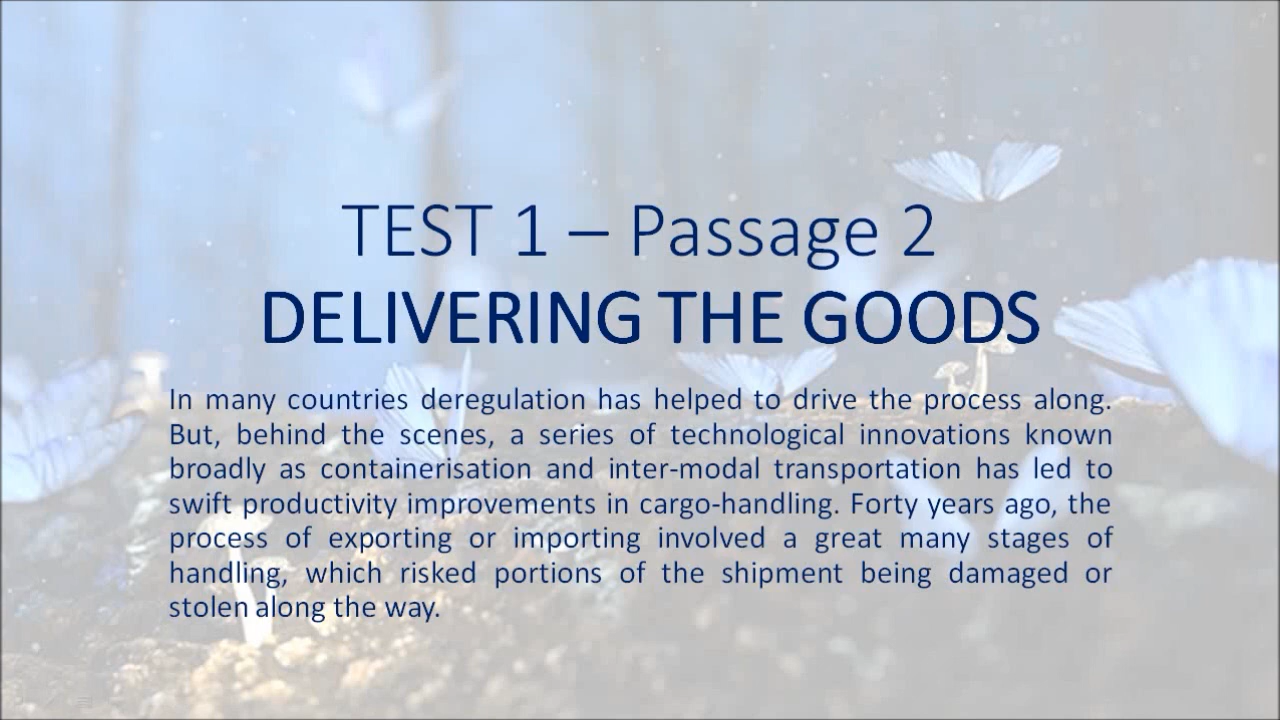 TEST 1 – Passage 2
DELIVERING THE GOODS
In many countries deregulation has helped to drive the process along.
But, behind the scenes, a series of technological innovations known
broadly as containerisation and inter-modal transportation has led to
swift productivity improvements in cargo-handling. Forty years ago, the
process of exporting or importing involved a great many stages of
handling, which risked portions of the shipment being damaged or
stolen along the way.